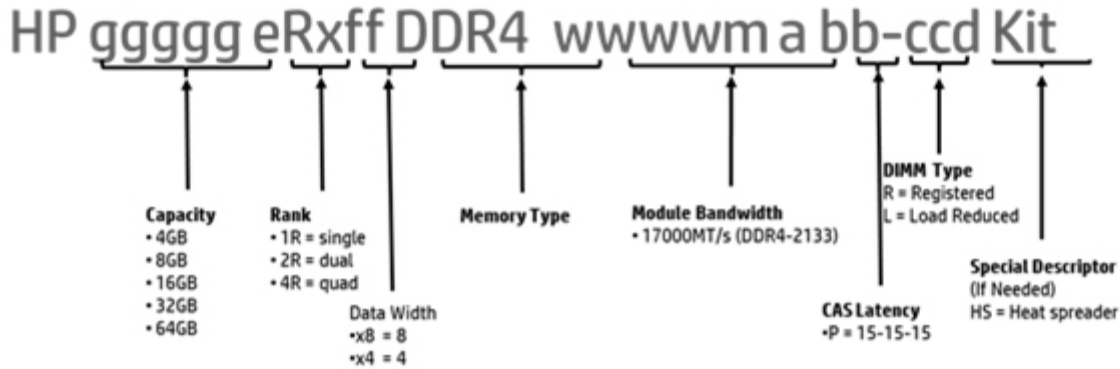 HP ggggg eRxff DDR4 wwwwm a bb-ccd Kit
Capacity
• 4GB
• 8GB
• 16GB
• 32GB
• 64GB
Rank
• 1R = single
• 2R = dual
• 4R = quad
Data Width
•x8 = 8
•x4 = 4
Memory Type
Module Bandwidth
• 17000MT/s (DDR4-2133)
CAS Latency
•P = 15-15-15
DIMM Type
R = Registered
L = Load Reduced
Special Descriptor
(If Needed)
HS = Heat spreader